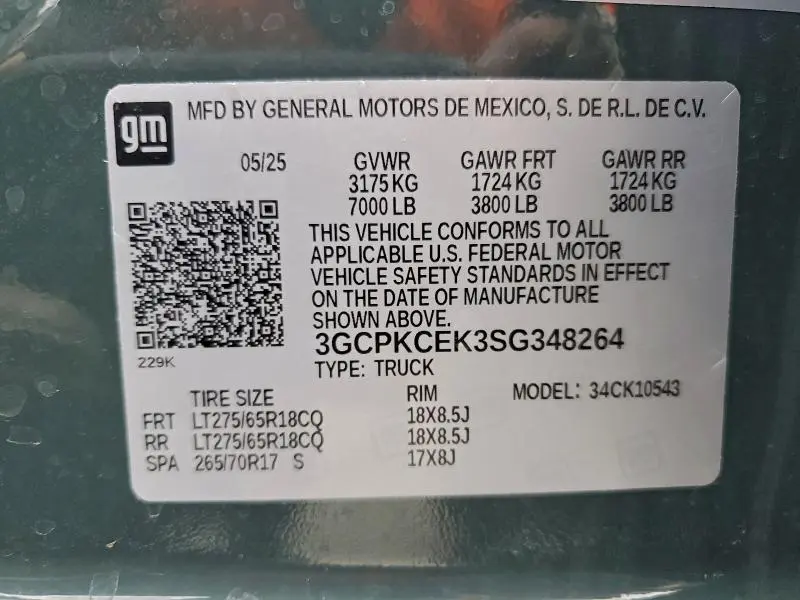 gm MFD BY GENERAL MOTORS DE MEXICO, S. DE R.L. DE C.V.
05/25 GVWR GAWR FRT GAWR RR
3175 KG 1724 KG 1724 KG
7000 LB 3800 LB 3800 LB
THIS VEHICLE CONFORMS TO ALL
APPLICABLE U.S. FEDERAL MOTOR
VEHICLE SAFETY STANDARDS IN EFFECT
ON THE DATE OF MANUFACTURE
SHOWN ABOVE.
3GCPKCEK3SG348264
229K
TYPE: TRUCK
TIRE SIZE RIM MODEL: 34CK10543
FRT LT275/65R18CQ 18X8.5J
RR LT275/65R18CQ 18X8.5J
SPA 265/70R17 S 17X8J